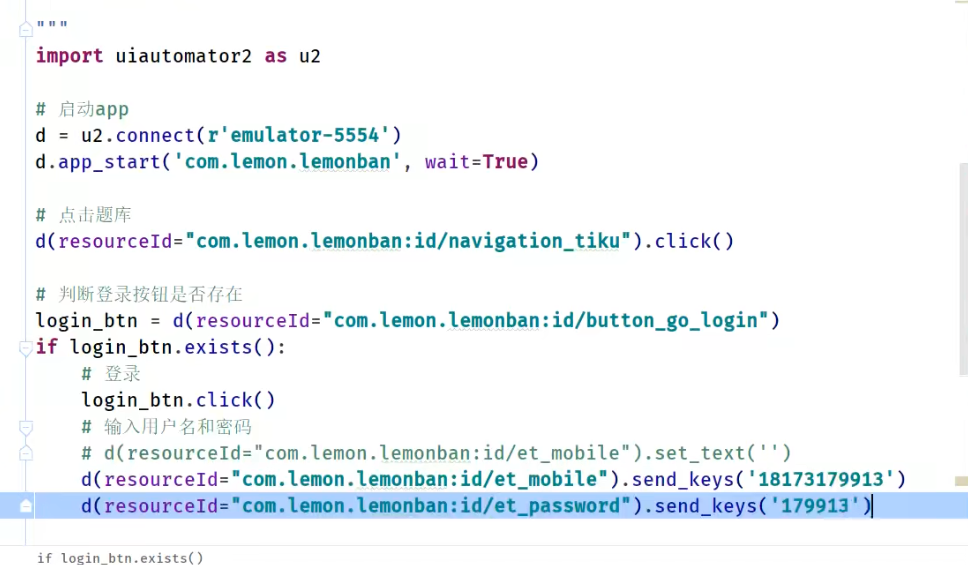 """
import uiautomator2 as u2
# 启动app
d = u2.connect(r'emulator-5554')
d.app_start('com.lemon.lemonban', wait=True)
# 点击题库
d(resourceId="com.lemon.lemonban:id/navigation_tiku").click()
# 判断登录按钮是否存在
login_btn = d(resourceId="com.lemon.lemonban:id/button_go_login")
if login_btn.exists():
    # 登录
    login_btn.click()
    # 输入用户名和密码
    # d(resourceId="com.lemon.lemonban:id/et_mobile").set_text('')
    d(resourceId="com.lemon.lemonban:id/et_mobile").send_keys('18173179913')
    d(resourceId="com.lemon.lemonban:id/et_password").send_keys('179913')
if login_btn.exists()